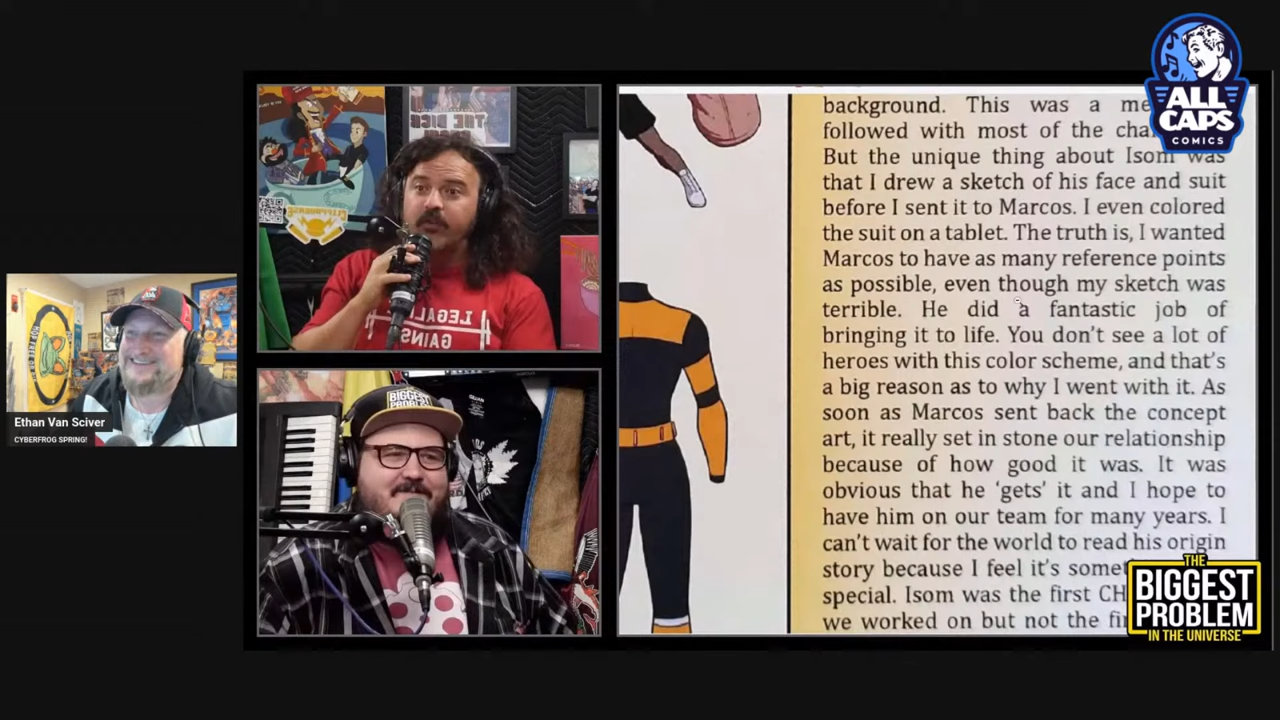 ALL
CAPS
COMICS
THE DICK
LEGAL
GAINS
Ethan Van Sciver
CYBERFROG SPRING!
BIGGEST
PROBLEM
background. This was a me
followed with most of the cha
But the unique thing about Isom was
that I drew a sketch of his face and suit
before I sent it to Marcos. I even colored
the suit on a tablet. The truth is, I wanted
Marcos to have as many reference points
as possible, even though my sketch was
terrible. He did a fantastic job of
bringing it to life. You don't see a lot of
heroes with this color scheme, and that's
a big reason as to why I went with it. As
soon as Marcos sent back the concept
art, it really set in stone our relationship
because of how good it was. It was
obvious that he 'gets' it and I hope to
have him on our team for many years. I
can't wait for the world to read his origin
story because I feel it's somet
special. Isom was the first CH
we worked on but not the fir
THE
BIGGEST
PROBLEM
IN THE UNIVERSE